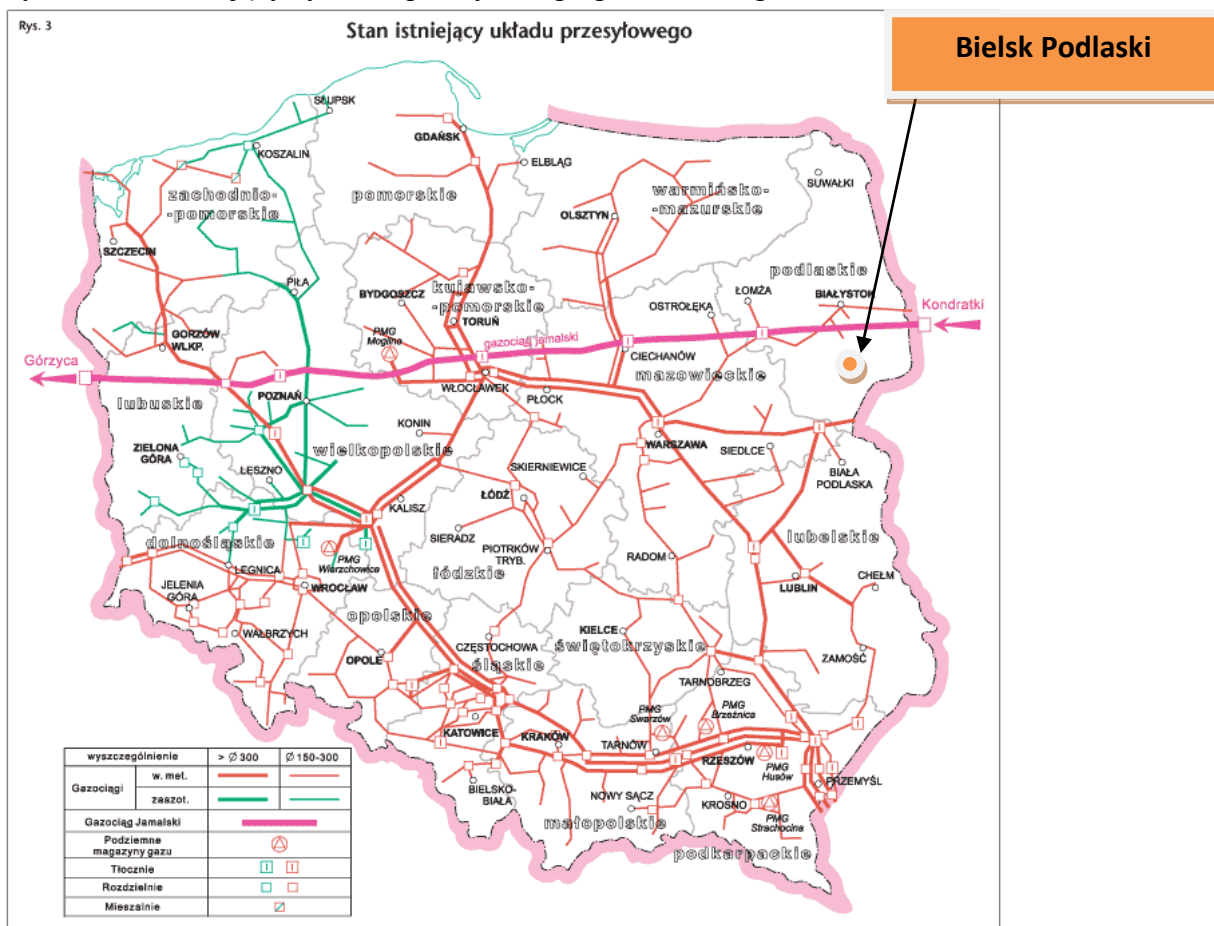 Rys. 3
Stan istniejący układu przesyłowego
Bielsk Podlaski
SŁUPSK
GDAŃSK
KOSZALIN
ELBLĄG
SUWAŁKI
zachodnio-
-pomorskie
pomorskie
warmińsko-
mazurskie
OLSZTYN
SZCZECIN
podlaskie
PIŁA
kujawsko-
-pomorskie
BYDGOSZCZ
OSTROŁĘKA
ŁOMŻA
BIAŁYSTOK
Kondratki
TORUŃ
GORZÓW
WLKP.
PMG
Mogilno
gazociąg jamalski
Górzyca
CIECHANÓW
mazowieckie
WŁOCŁAWEK
PŁOCK
lubuskie
POZNAŃ
KONIN
WARSZAWA
ZIELONA
GÓRA
wielkopolskie
SIEDLCE
SKIERNIEWICE
BIAŁA
PODLASKA
LESZNO
KALISZ
ŁÓDŹ
SIERADZ
dolnośląskie
PIOTRKÓW
TRYB.
lubelskie
PMG
Wierzchowice
RADOM
łódzkie
LEGNICA
JELENIA
GÓRA
WROCŁAW
LUBLIN
CHEŁM
opolskie
WAŁBRZYCH
KIELCE
CZĘSTOCHOWA
świętokrzyskie
OPOLE
śląskie
ZAMOŚĆ
TARNOBRZEG
PMG
Swarzów
PMG
Brzeźnica
KATOWICE
KRAKÓW
TARNÓW
RZESZÓW
PMG
Husów
PRZEMYŚL
BIELSKO-
BIAŁA
NOWY SĄCZ
KROSNO
małopolskie
PMG
Strachocina
podkarpackie
wyszczególnienie > Ø 300 Ø 150-300
Gazociągi w. met.
zaazot.
Gazociąg Jamalski
Podziemne
magazyny gazu
Tłocznie
Rozdzielnie
Mieszalnie